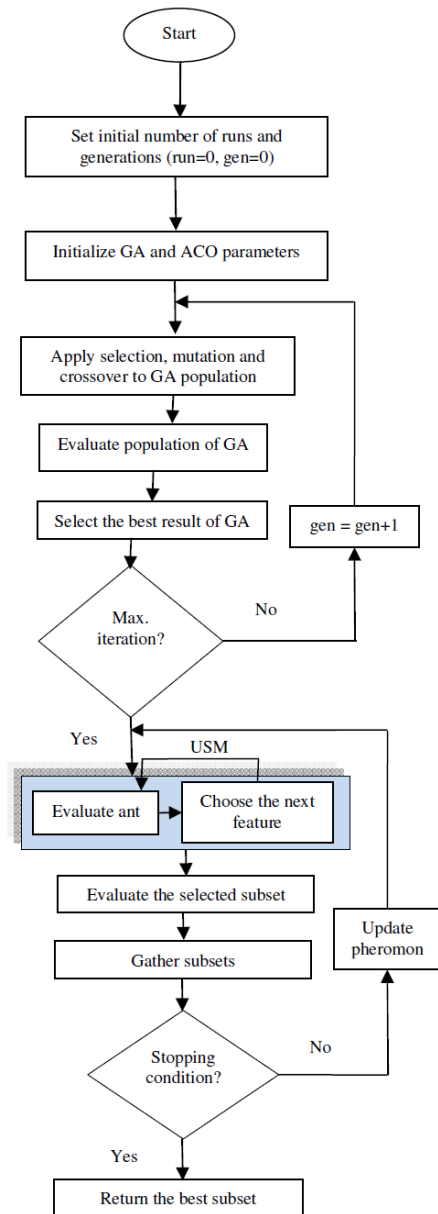 Start
Set initial number of runs and
generations (run=0, gen=0)
Initialize GA and ACO parameters
Apply selection, mutation and
crossover to GA population
Evaluate population of GA
Select the best result of GA
gen = gen+1
Max.
iteration?
No
Yes
USM
Evaluate ant
Choose the next
feature
Evaluate the selected subset
Gather subsets
Update
pheromon
Stopping
condition?
No
Yes
Return the best subset